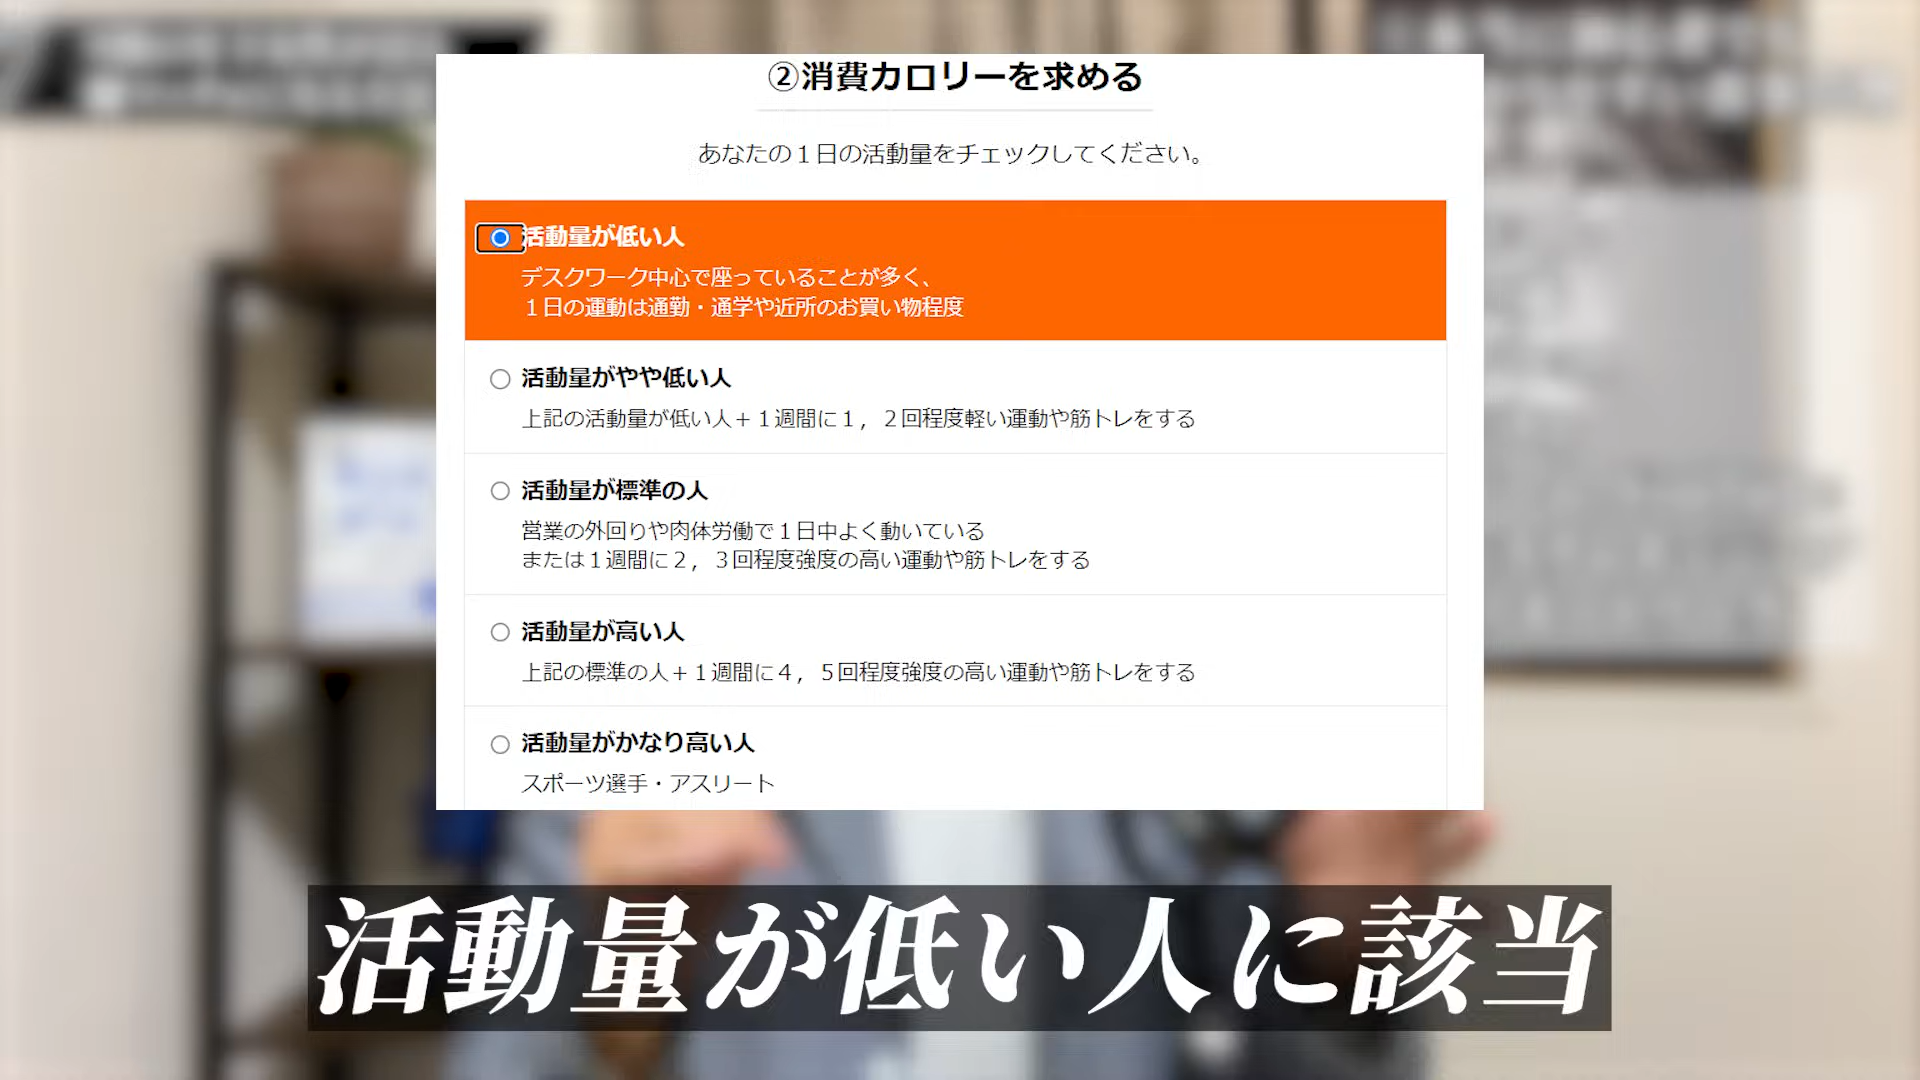 ②消費カロリーを求める
あなたの１日の活動量をチェックしてください。
活動量が低い人
デスクワーク中心で座っていることが多く、
１日の運動は通勤・通学や近所のお買い物程度
活動量がやや低い人
上記の活動量が低い人＋１週間に１，２回程度軽い運動や筋トレをする
活動量が標準の人
営業の外回りや肉体労働で１日中よく動いている
または１週間に２，３回程度強度の高い運動や筋トレをする
活動量が高い人
上記の標準の人＋１週間に４，５回程度強度の高い運動や筋トレをする
活動量がかなり高い人
スポーツ選手・アスリート
活動量が低い人に該当